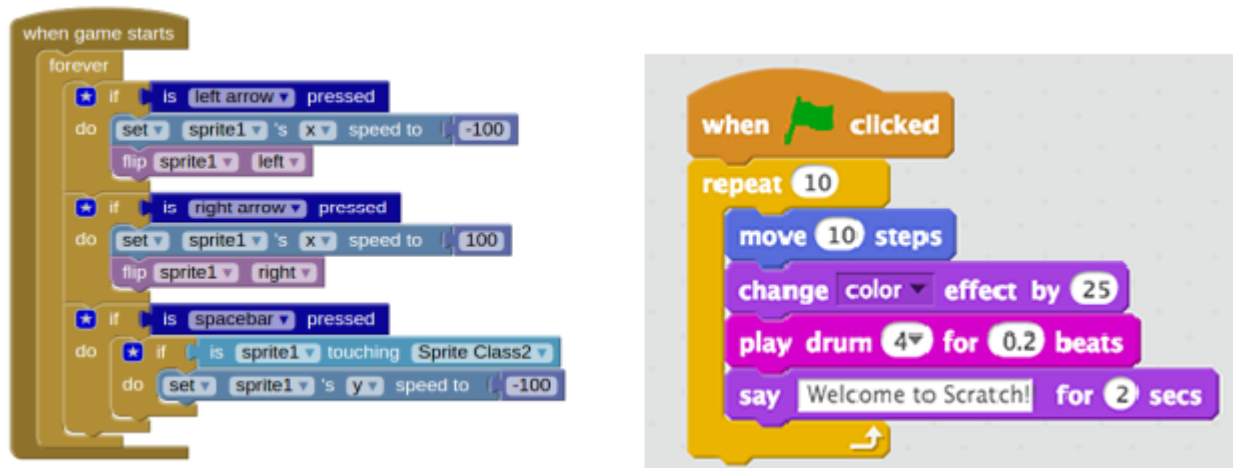 when game starts
forever
if is left arrow pressed
do set sprite1 's x speed to -100
flip sprite1 left
if is right arrow pressed
do set sprite1 's x speed to 100
flip sprite1 right
if is spacebar pressed
do if is sprite1 touching Sprite Class2
do set sprite1 's y speed to -100
when clicked
repeat 10
move 10 steps
change color effect by 25
play drum 4 for 0.2 beats
say Welcome to Scratch! for 2 secs